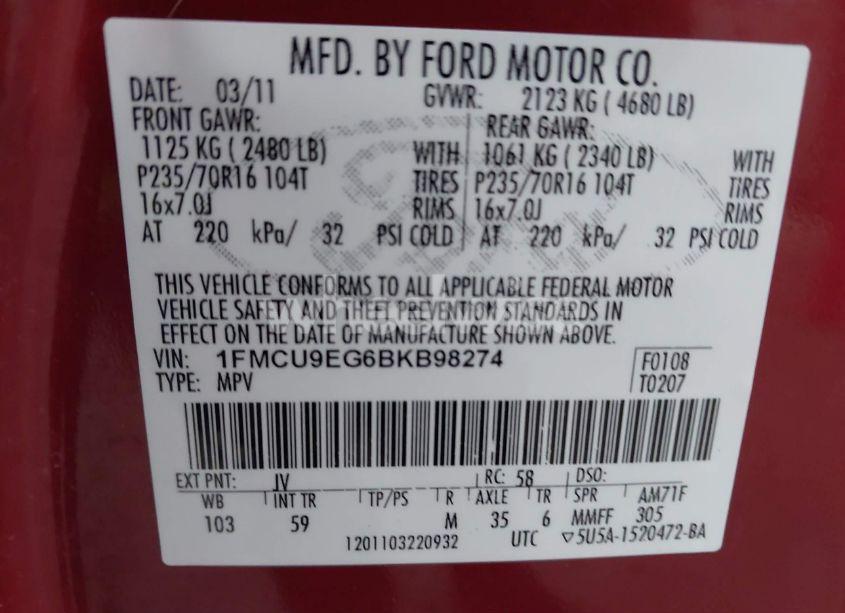 MFD. BY FORD MOTOR CO.
DATE: 03/11 GVWR: 2123 KG ( 4680 LB)
FRONT GAWR: REAR GAWR:
1125 KG ( 2480 LB) WITH 1061 KG ( 2340 LB) WITH
P235/70R16 104T TIRES P235/70R16 104T TIRES
16x7.0J RIMS 16x7.0J RIMS
AT 220 kPa/ 32 PSI COLD AT 220 kPa/ 32 PSI COLD
THIS VEHICLE CONFORMS TO ALL APPLICABLE FEDERAL MOTOR
VEHICLE SAFETY AND THEFT PREVENTION STANDARDS IN
EFFECT ON THE DATE OF MANUFACTURE SHOWN ABOVE.
VIN: 1FMCU9EG6BKB98274 F0108
TYPE: MPV T0207
EXT PNT: JV RC: 58 DSO:
WB INT TR TP/PS R AXLE TR SPR AM71F
103 59 M 35 6 MMFF 305
1201103220932 UTC ▽5U5A-1520472-BA